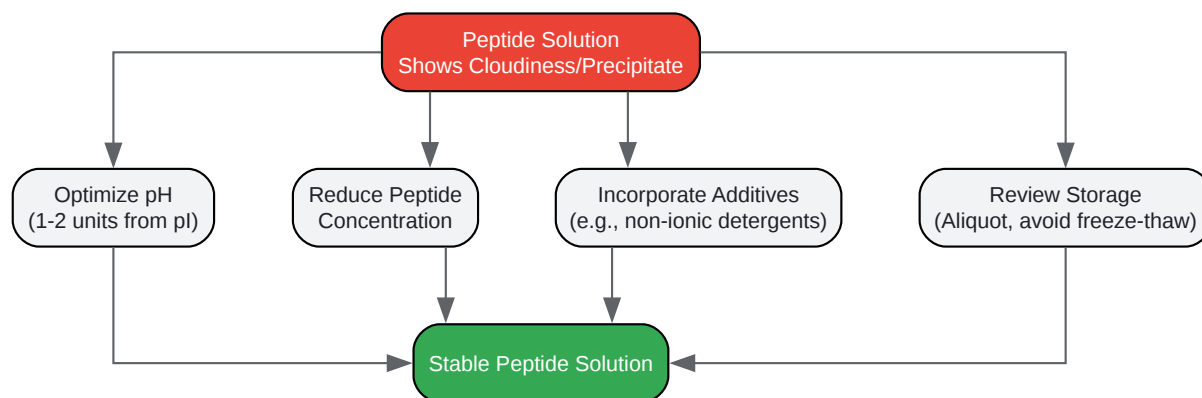 Peptide Solution
Shows Cloudiness/Precipitate
Optimize pH
(1-2 units from pI)
Reduce Peptide
Concentration
Incorporate Additives
(e.g., non-ionic detergents)
Review Storage
(Aliquot, avoid freeze-thaw)
Stable Peptide Solution